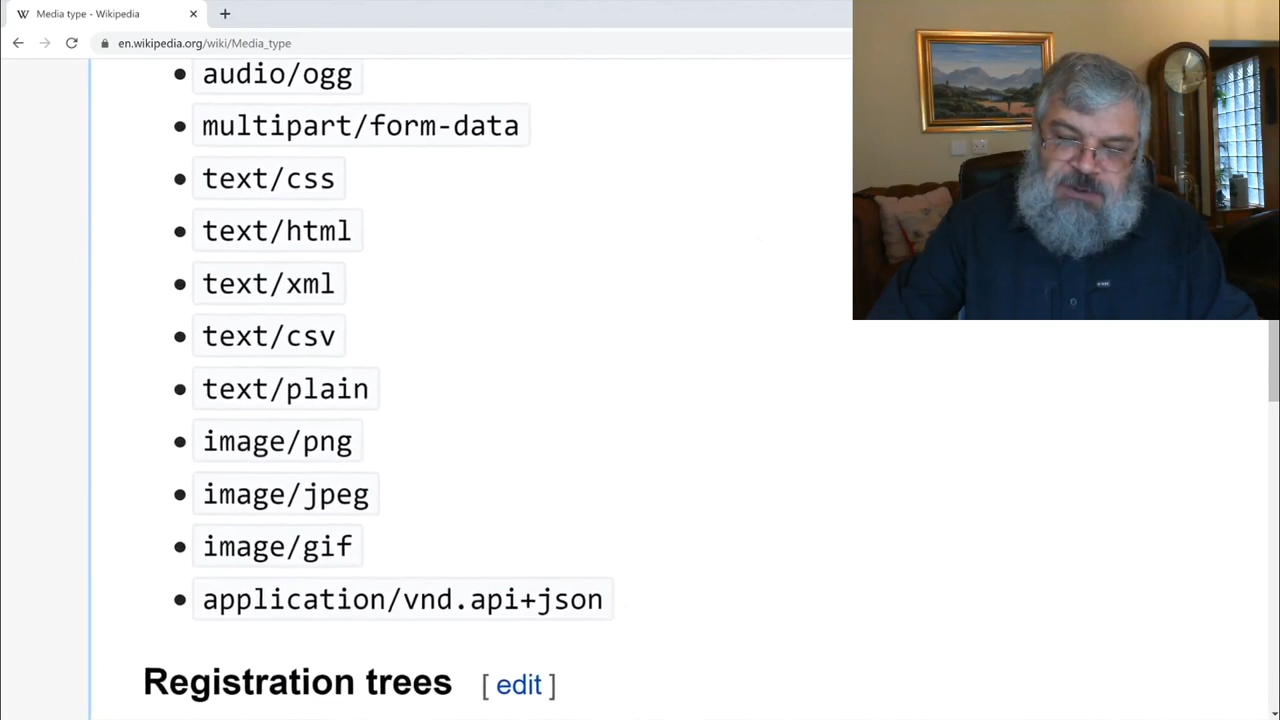 Media type - Wikipedia
en.wikipedia.org/wiki/Media_type
audio/ogg
multipart/form-data
text/css
text/html
text/xml
text/csv
text/plain
image/png
image/jpeg
image/gif
application/vnd.api+json
Registration trees [ edit ]